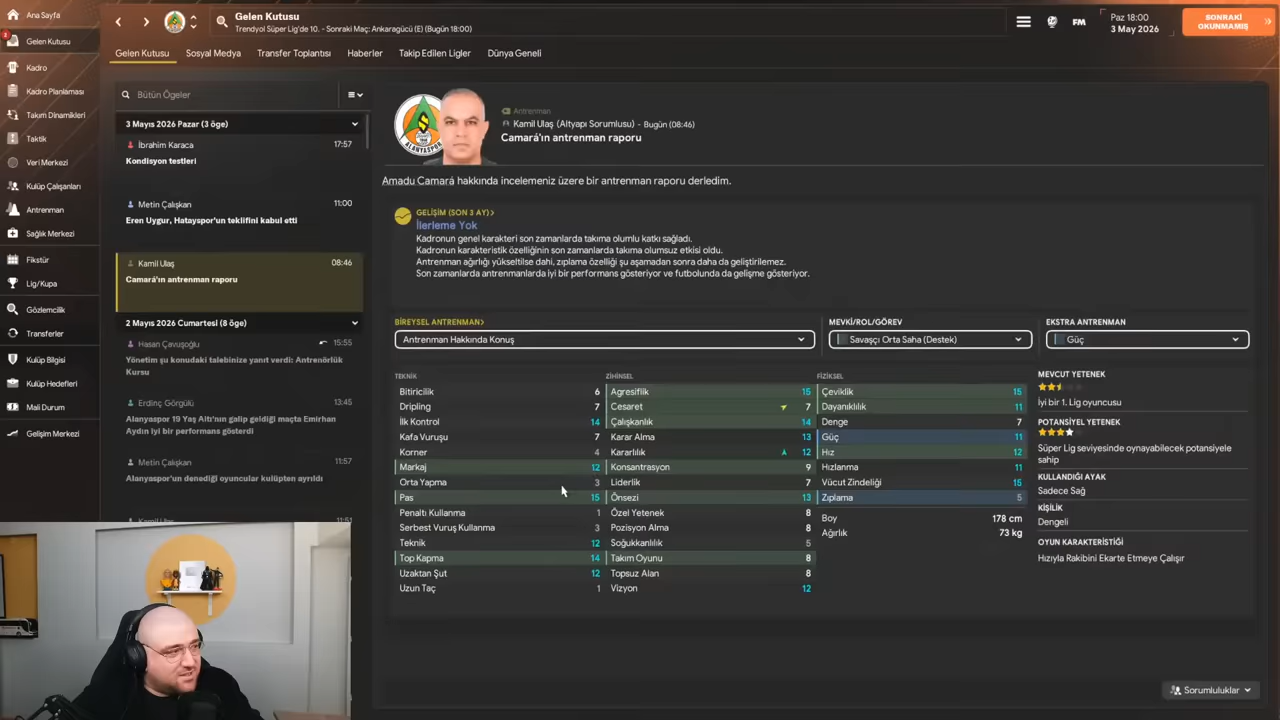 Ana Sayfa
Gelen Kutusu
Kadro
Kadro Planlaması
Takım Dinamikleri
Taktik
Veri Merkezi
Kulüp Çalışanları
Antrenman
Sağlık Merkezi
Fikstür
Lig/Kupa
Gözlemcilik
Transferler
Kulüp Bilgisi
Kulüp Hedefleri
Mali Durum
Gelişim Merkezi
Gelen Kutusu
Trendyol Süper Lig'de 10. - Sonraki Maç: Ankaragücü (E) (Bugün 18:00)
FM
Paz 18:00
3 May 2026
SONRAKİ
OKUNMAMIŞ
Gelen Kutusu Sosyal Medya Transfer Toplantısı Haberler Takip Edilen Ligler Dünya Geneli
Bütün Ögeler
3 Mayıs 2026 Pazar (3 öge)
İbrahim Karaca 17:57
Kondisyon testleri
Metin Çalışkan 11:00
Eren Uygur, Hatayspor'un teklifini kabul etti
Kamil Ulaş 08:46
Camará'ın antrenman raporu
2 Mayıs 2026 Cumartesi (8 öge)
Hasan Çavuşoğlu 15:55
Yönetim şu konudaki talebinize yanıt verdi: Antrenörlük
Kursu
Erdinç Görgülü 13:45
Alanyaspor 19 Yaş Altı'nın galip geldiği maçta Emirhan
Aydın iyi bir performans gösterdi
Metin Çalışkan 11:57
Alanyaspor'un denediği oyuncular kulüpten ayrıldı
ALANYASPOR
Antrenman
Kamil Ulaş (Altyapı Sorumlusu) - Bugün (08:46)
Camará'ın antrenman raporu
Amadu Camará hakkında incelemeniz üzere bir antrenman raporu derledim.
GELİŞİM (SON 3 AY)>
İlerleme Yok
Kadronun genel karakteri son zamanlarda takıma olumlu katkı sağladı.
Kadronun karakteristik özelliğinin son zamanlarda takıma olumsuz etkisi oldu.
Antrenman ağırlığı yükseltilse dahi, zıplama özelliği şu aşamadan sonra daha da geliştirilemez.
Son zamanlarda antrenmanlarda iyi bir performans gösteriyor ve futbolunda da gelişme gösteriyor.
BİREYSEL ANTRENMAN> MEVKİ/ROL/GÖREV EKSTRA ANTRENMAN
Antrenman Hakkında Konuş Savaşçı Orta Saha (Destek) Güç
TEKNİK ZİHİNSEL FİZİKSEL
Bitiricilik 6 Agresiflik 15 Çeviklik 15
Dripling 7 Cesaret 7 Dayanıklılık 11
İlk Kontrol 14 Çalışkanlık 14 Denge 7
Kafa Vuruşu 7 Karar Alma 13 Güç 11
Korner 4 Kararlılık 12 Hız 12
Markaj 12 Konsantrasyon 9 Hızlanma 11
Orta Yapma 3 Liderlik 7 Vücut Zindeliği 15
Pas 15 Önsezi 13 Zıplama 5
Penaltı Kullanma 1 Özel Yetenek 8 Boy 178 cm
Serbest Vuruş Kullanma 3 Pozisyon Alma 8 Ağırlık 73 kg
Teknik 12 Soğukkanlılık 5
Top Kapma 14 Takım Oyunu 8
Uzaktan Şut 12 Topsuz Alan 8
Uzun Taç 1 Vizyon 12
MEVCUT YETENEK
İyi bir 1. Lig oyuncusu
POTANSİYEL YETENEK
Süper Lig seviyesinde oynayabilecek potansiyele
sahip
KULLANDIĞI AYAK
Sadece Sağ
KİŞİLİK
Dengeli
OYUN KARAKTERİSTİĞİ
Hızıyla Rakibini Ekarte Etmeye Çalışır
Sorumluluklar